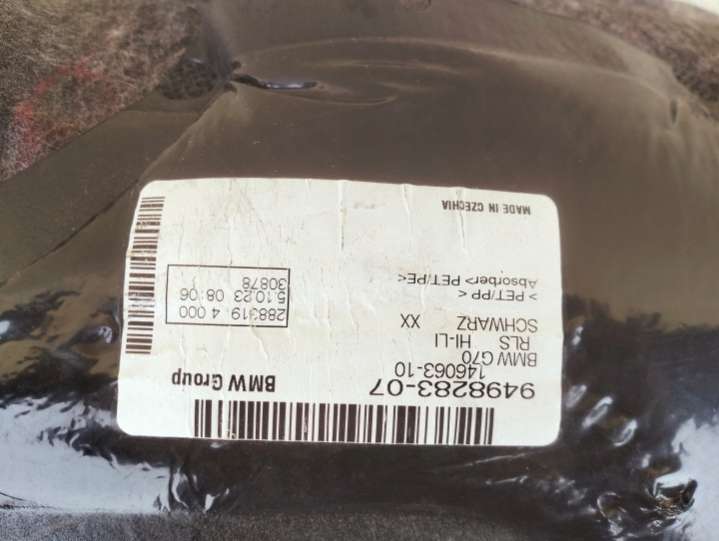 9498283-07
BMW Group
146063-10
BMW G70
RLS HI-LI
SCHWARZ XX
> PET/PP <
Absorber> PET/PE<
288319 4 000
5.10.23 08:06
30878
MADE IN CZECHIA